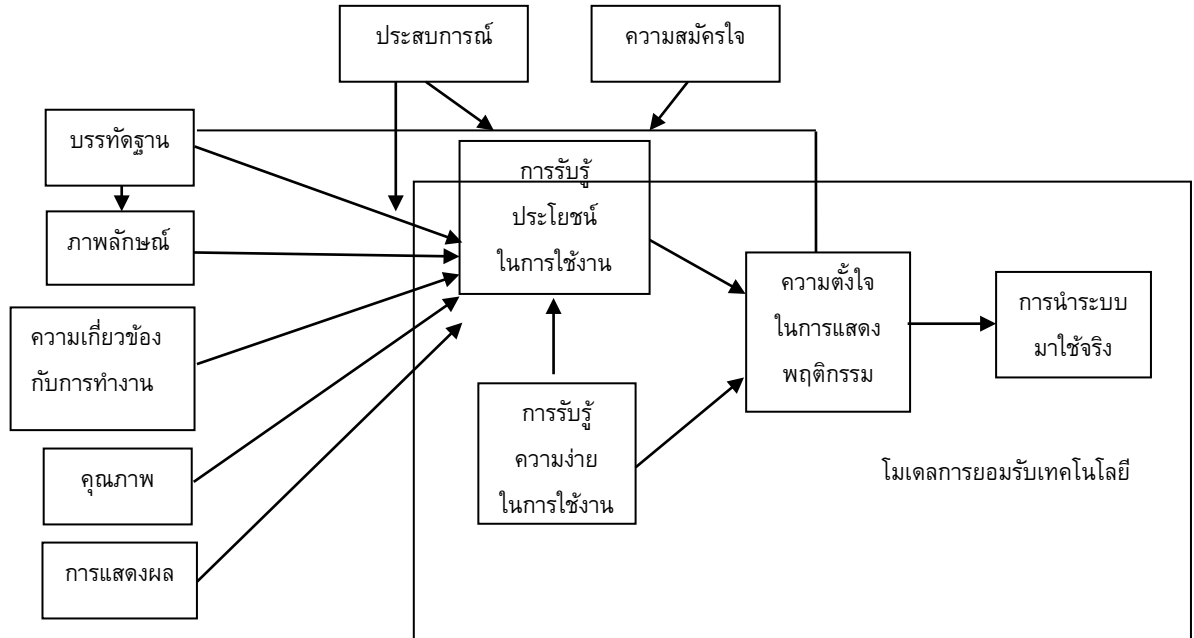 ประสบการณ์
ความสมัครใจ
บรรทัดฐาน
ภาพลักษณ์
ความเกี่ยวข้อง
กับการทำงาน
คุณภาพ
การแสดงผล
การรับรู้
ประโยชน์
ในการใช้งาน
การรับรู้
ความง่าย
ในการใช้งาน
ความตั้งใจ
ในการแสดง
พฤติกรรม
การนำระบบ
มาใช้จริง
โมเดลการยอมรับเทคโนโลยี